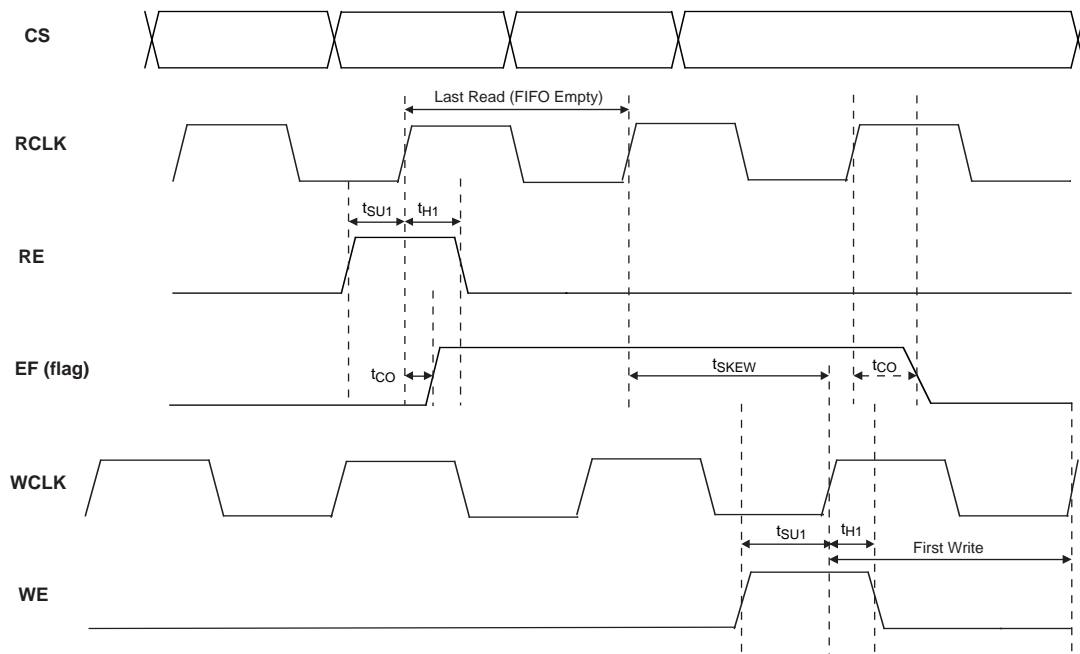 CS
Last Read (FIFO Empty)
RCLK
tSU1 tH1
RE
EF (flag)
tCO tSKEW tCO
WCLK
tSU1 tH1
First Write
WE